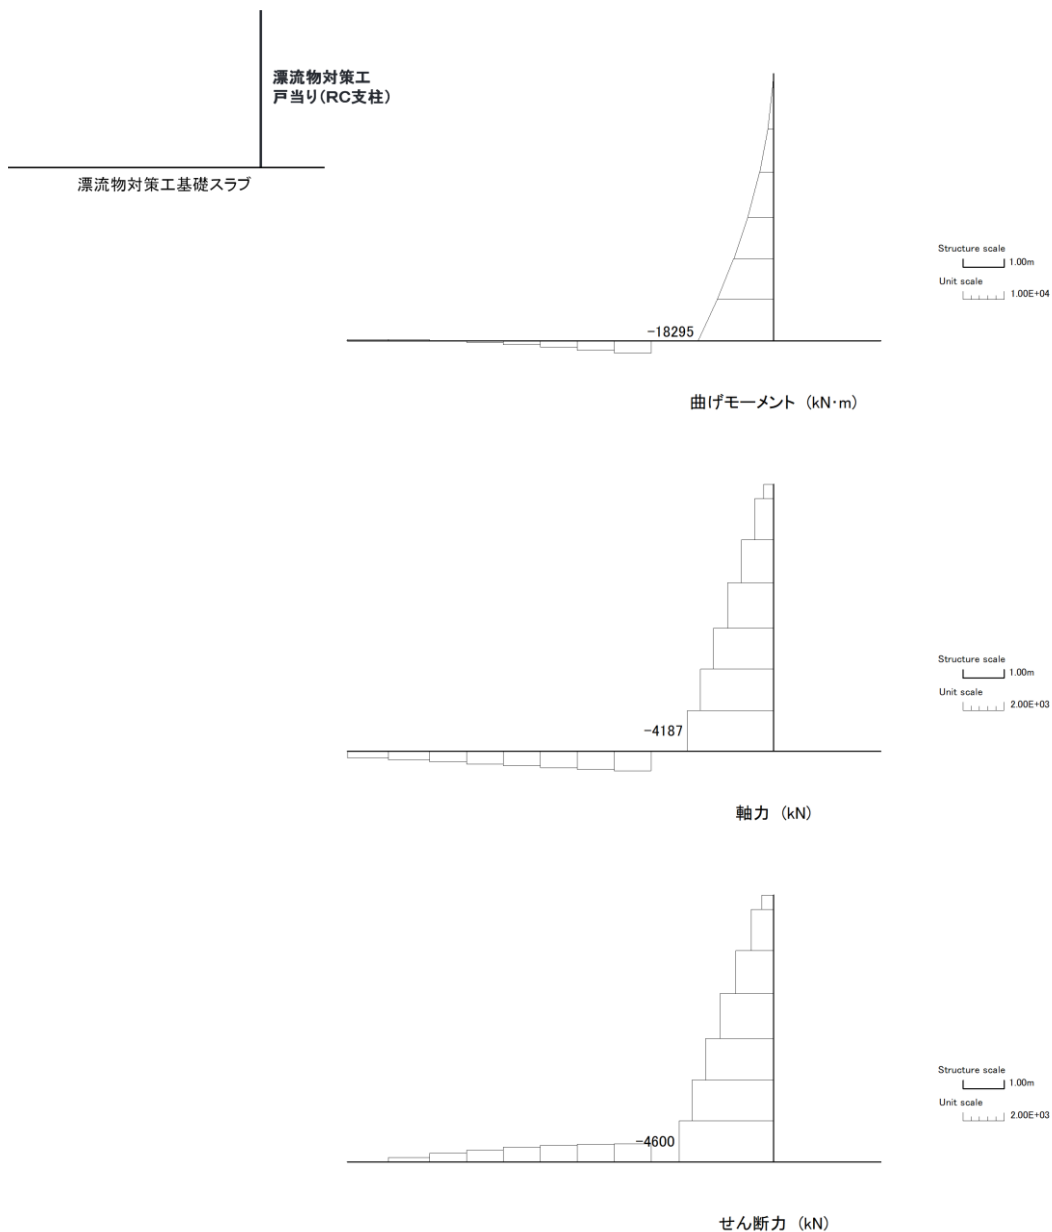 漂流物対策工
戸当り(RC支柱)
漂流物対策工基礎スラブ
Structure scale
1.00m
Unit scale
1.00E+04
-18295
曲げモーメント (kN・m)
Structure scale
1.00m
Unit scale
2.00E+03
-4187
軸力 (kN)
Structure scale
1.00m
Unit scale
2.00E+03
-4600
せん断力 (kN)